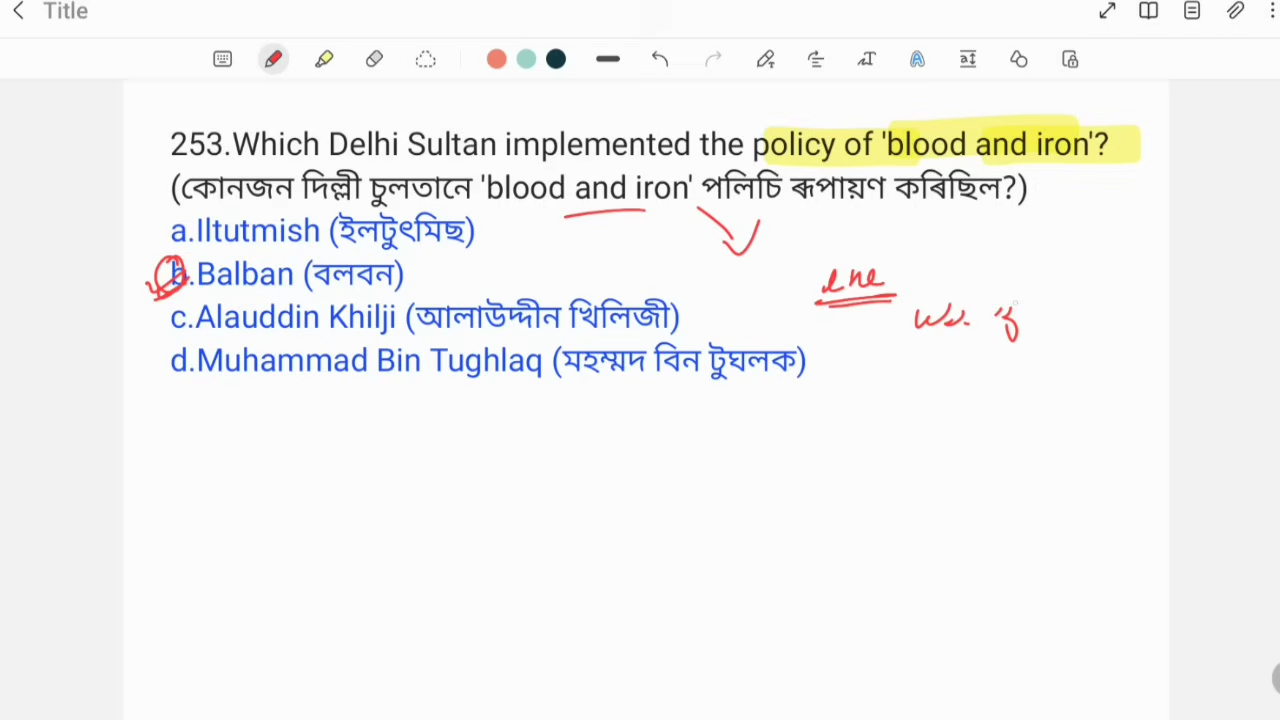 Title
253.Which Delhi Sultan implemented the policy of 'blood and iron'?
(কোনজন দিল্লী চুলতানে 'blood and iron' পলিচি ৰূপায়ণ কৰিছিল?)
a.Iltutmish (ইলটুৎমিছ)
b.Balban (বলবন)
c.Alauddin Khilji (আলাউদ্দীন খিলিজী)
d.Muhammad Bin Tughlaq (মহম্মদ বিন টুঘলক)